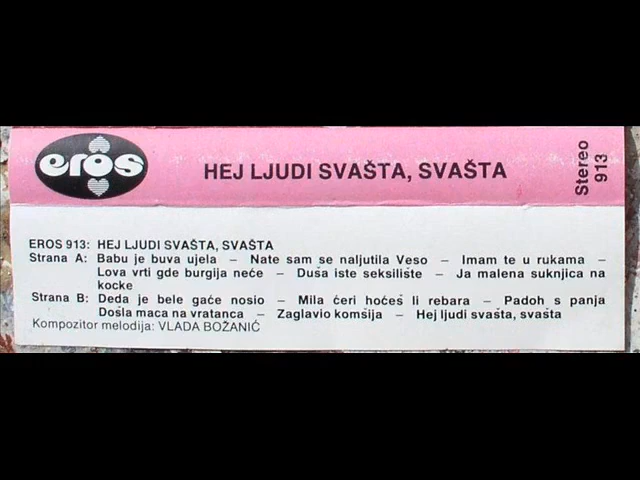 eros
HEJ LJUDI SVAŠTA, SVAŠTA
Stereo
913
EROS 913: HEJ LJUDI SVAŠTA, SVAŠTA
Strana A: Babu je buva ujela – Nate sam se naljutila Veso – Imam te u rukama –
Lova vrti gde burgija neće – Duša iste seksiliste – Ja malena suknjica na
kocke
Strana B: Deda je bele gaće nosio – Mila ćeri hoćeš li rebara – Padoh s panja
Došla maca na vratanca – Zaglavio komšija – Hej ljudi svašta, svašta
Kompozitor melodija: VLADA BOŽANIĆ